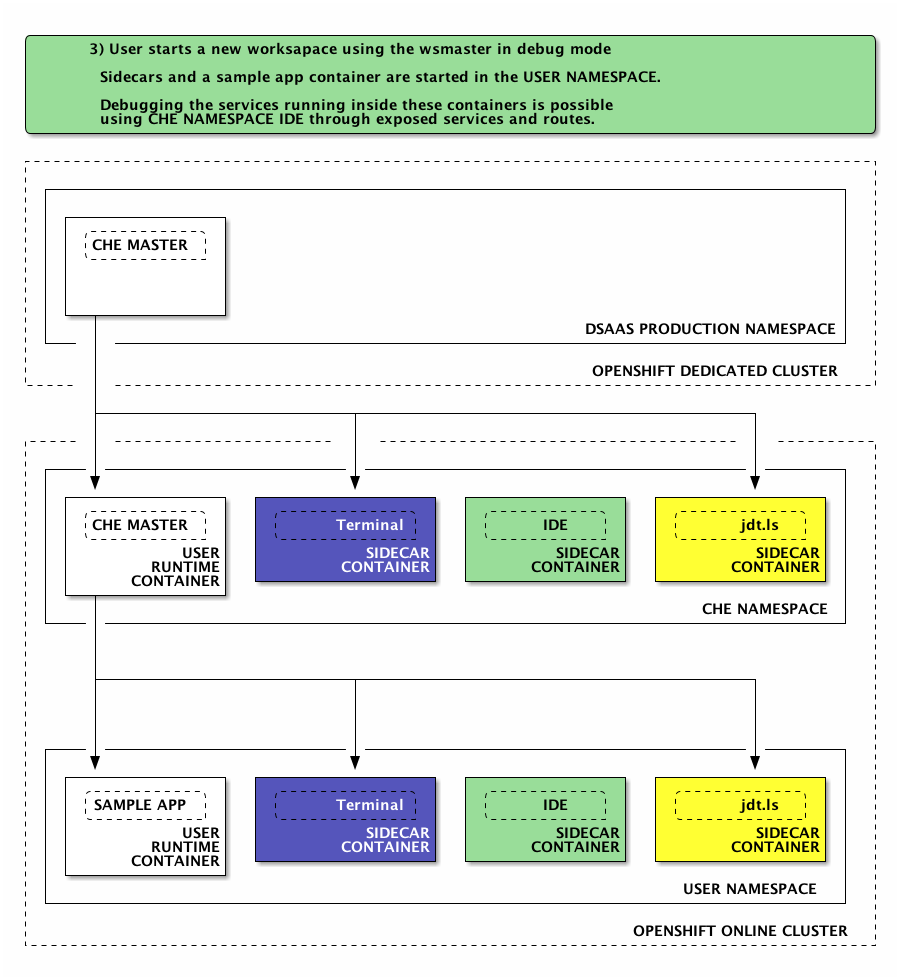 3) User starts a new worksapace using the wsmaster in debug mode
Sidecars and a sample app container are started in the USER NAMESPACE.
Debugging the services running inside these containers is possible
using CHE NAMESPACE IDE through exposed services and routes.
CHE MASTER
DSAAS PRODUCTION NAMESPACE
OPENSHIFT DEDICATED CLUSTER
CHE MASTER
USER
RUNTIME
CONTAINER
Terminal
SIDECAR
CONTAINER
IDE
SIDECAR
CONTAINER
jdt.ls
SIDECAR
CONTAINER
CHE NAMESPACE
SAMPLE APP
USER
RUNTIME
CONTAINER
Terminal
SIDECAR
CONTAINER
IDE
SIDECAR
CONTAINER
jdt.ls
SIDECAR
CONTAINER
USER NAMESPACE
OPENSHIFT ONLINE CLUSTER